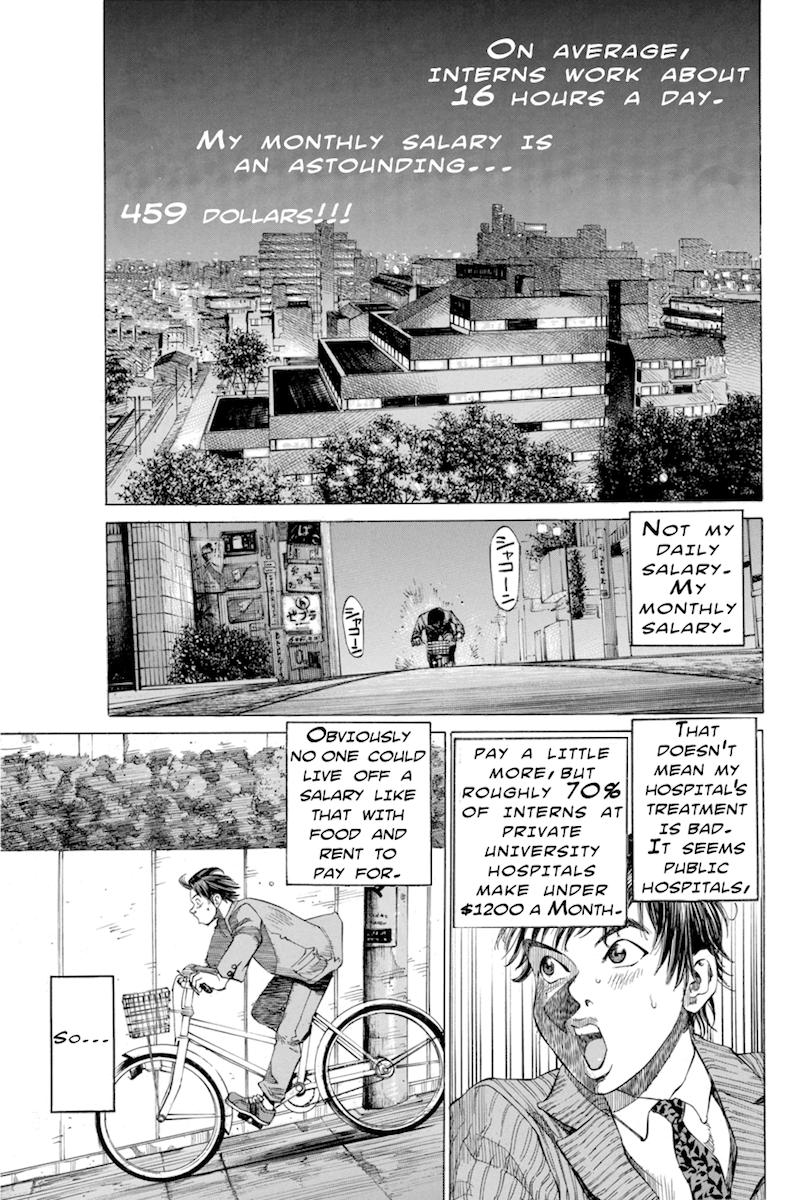 ON AVERAGE,
INTERNS WORK ABOUT
16 HOURS A DAY.
MY MONTHLY SALARY IS
AN ASTOUNDING...
459 DOLLARS!!!
NOT MY
DAILY
SALARY.
MY
MONTHLY
SALARY.
シャコーン
シャコーン
ゼブラ
THAT
DOESN'T
MEAN MY
HOSPITAL'S
TREATMENT
IS BAD.
IT SEEMS
PUBLIC
HOSPITALS,
PAY A LITTLE
MORE, BUT
ROUGHLY 70%
OF INTERNS AT
PRIVATE
UNIVERSITY
HOSPITALS
MAKE UNDER
$1200 A MONTH.
OBVIOUSLY
NO ONE COULD
LIVE OFF A
SALARY LIKE
THAT WITH
FOOD AND
RENT TO
PAY FOR.
SO...